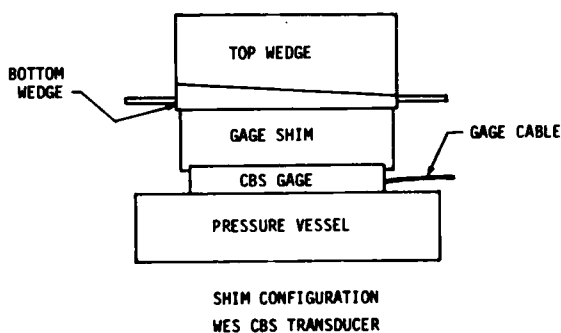 TOP WEDGE
BOTTOM
WEDGE
GAGE SHIM
GAGE CABLE
CBS GAGE
PRESSURE VESSEL
SHIM CONFIGURATION
WES CBS TRANSDUCER